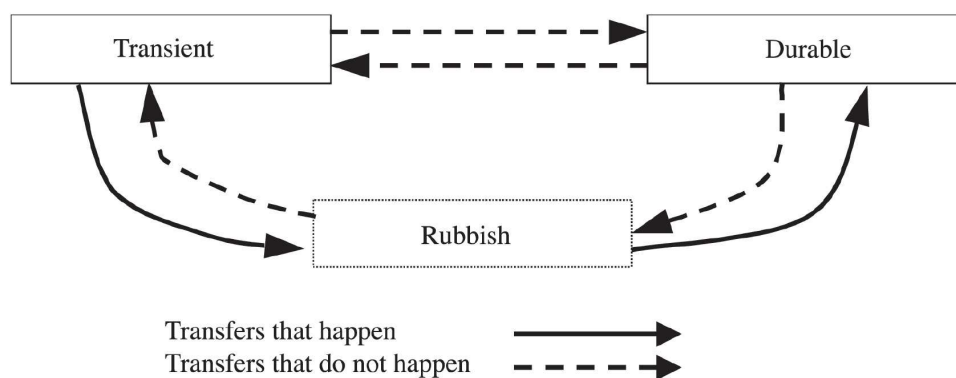 Transient
Durable
Rubbish
Transfers that happen
Transfers that do not happen